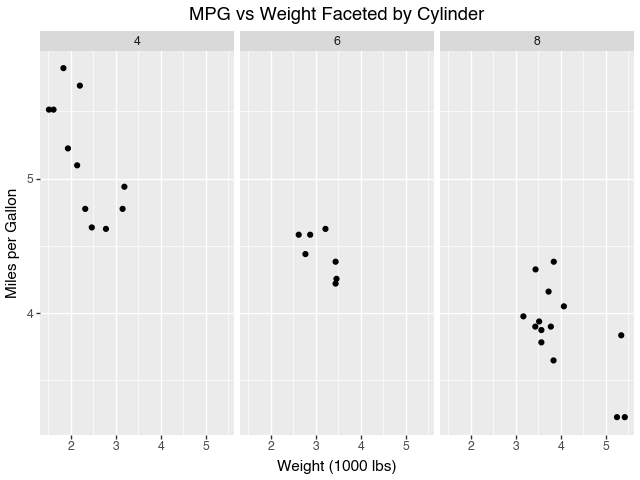 MPG vs Weight Faceted by Cylinder
4 6 8
5
4
Miles per Gallon
2 3 4 5 2 3 4 5 2 3 4 5
Weight (1000 lbs)